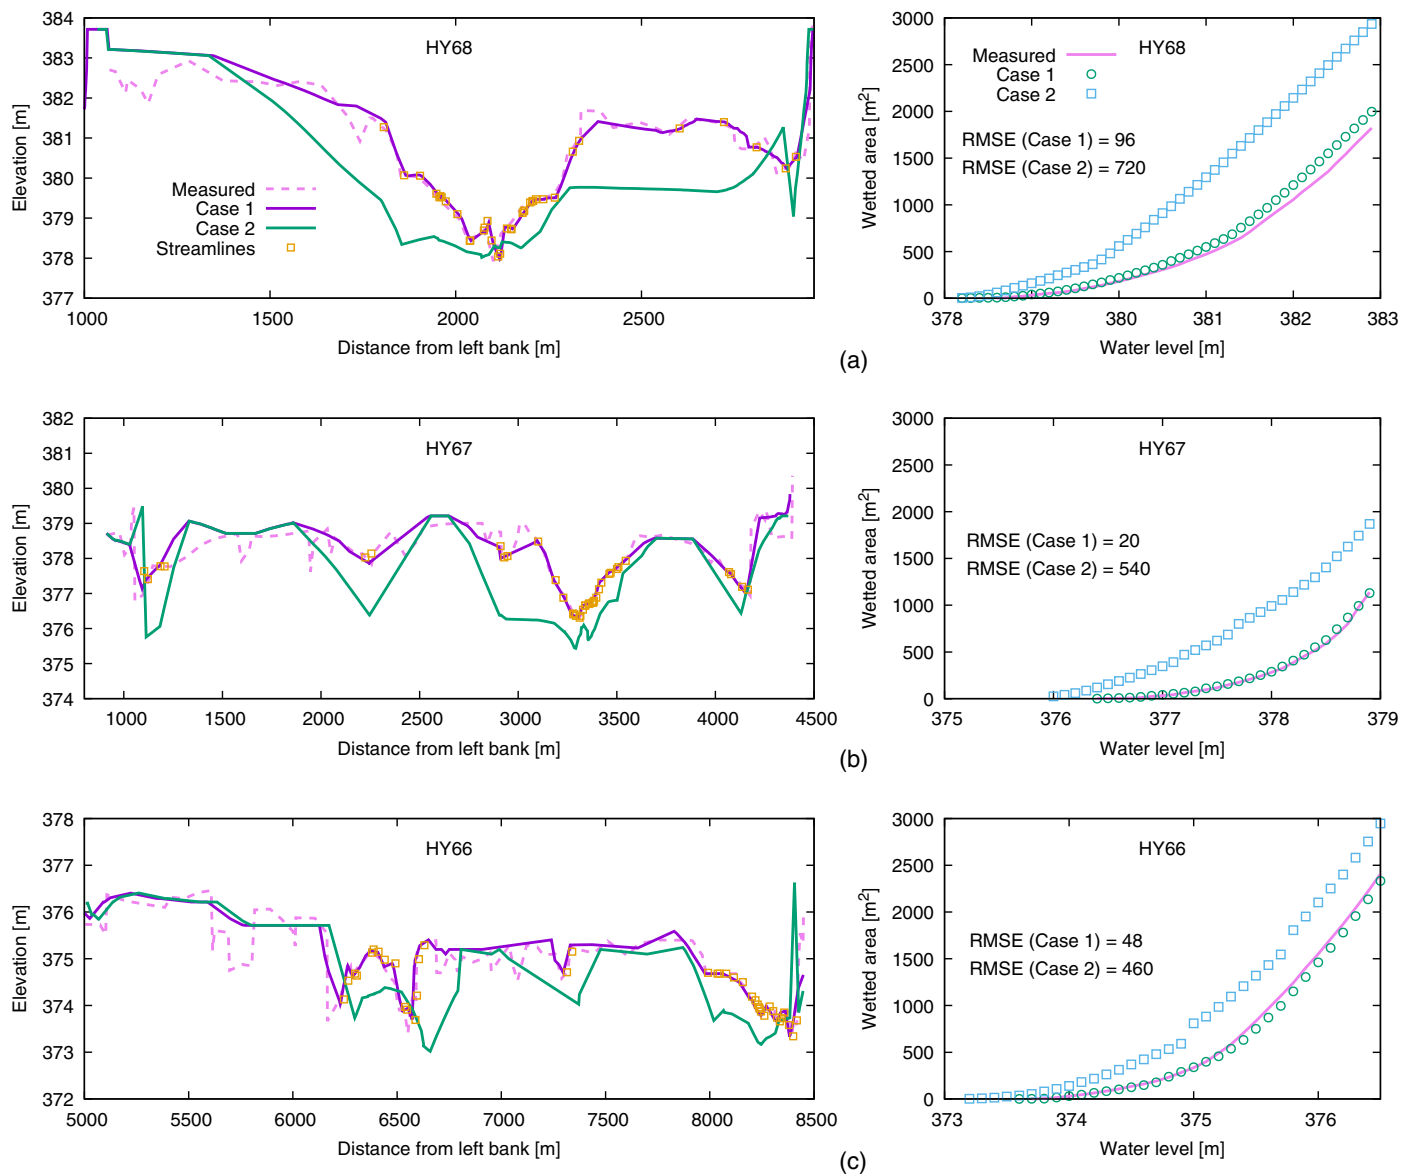 384
383
382
381
380
379
378
377
Elevation [m]
HY68
Measured
Case 1
Case 2
Streamlines
1000
1500
2000
2500
Distance from left bank [m]
3000
2500
2000
1500
1000
500
0
Wetted area [m²]
Measured
Case 1
Case 2
HY68
RMSE (Case 1) = 96
RMSE (Case 2) = 720
378
379
380
381
382
383
Water level [m]
(a)
382
381
380
379
378
377
376
375
374
Elevation [m]
HY67
1000
1500
2000
2500
3000
3500
4000
4500
Distance from left bank [m]
3000
2500
2000
1500
1000
500
0
Wetted area [m²]
HY67
RMSE (Case 1) = 20
RMSE (Case 2) = 540
375
376
377
378
379
Water level [m]
(b)
378
377
376
375
374
373
372
Elevation [m]
HY66
5000
5500
6000
6500
7000
7500
8000
8500
Distance from left bank [m]
3000
2500
2000
1500
1000
500
0
Wetted area [m²]
HY66
RMSE (Case 1) = 48
RMSE (Case 2) = 460
373
374
375
376
Water level [m]
(c)